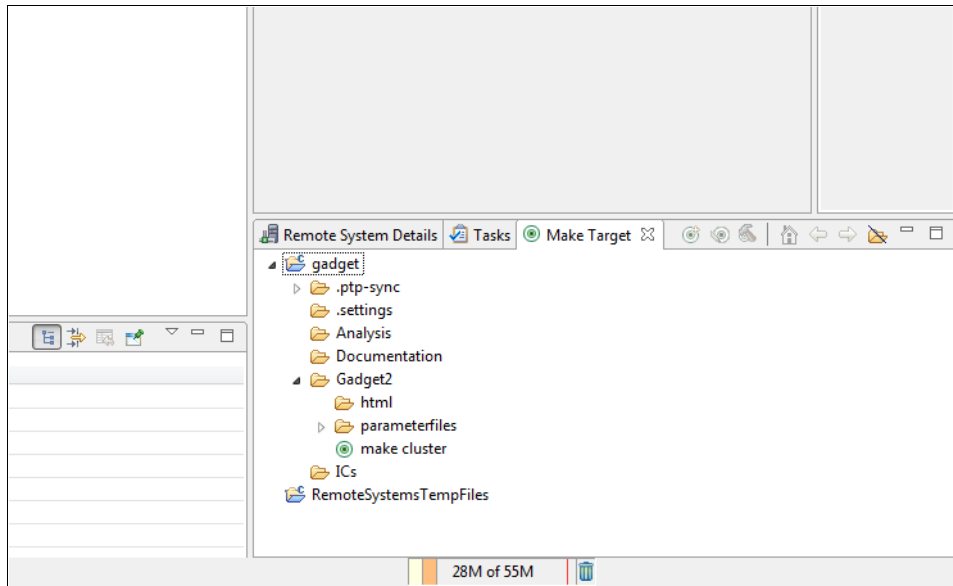 Remote System Details Tasks Make Target
gadget
.ptp-sync
.settings
Analysis
Documentation
Gadget2
html
parameterfiles
make cluster
ICs
RemoteSystemsTempFiles
28M of 55M